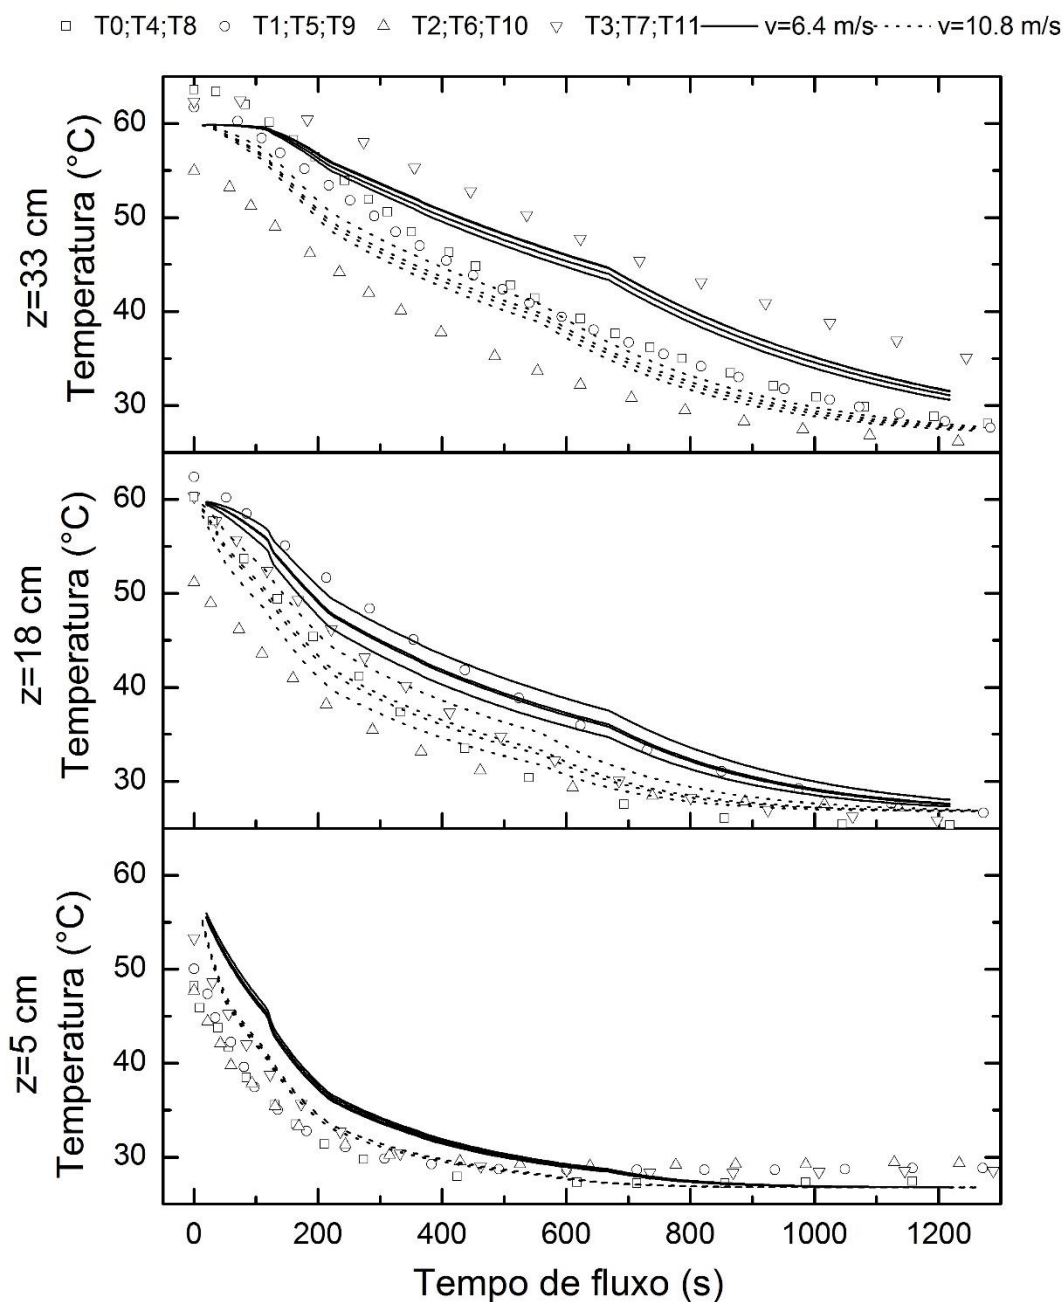 T0;T4;T8 T1;T5;T9 T2;T6;T10 T3;T7;T11 v=6.4 m/s v=10.8 m/s
z=33 cm
Temperatura (°C)
60
50
40
30
z=18 cm
Temperatura (°C)
60
50
40
30
z=5 cm
Temperatura (°C)
60
50
40
30
0 200 400 600 800 1000 1200
Tempo de fluxo (s)